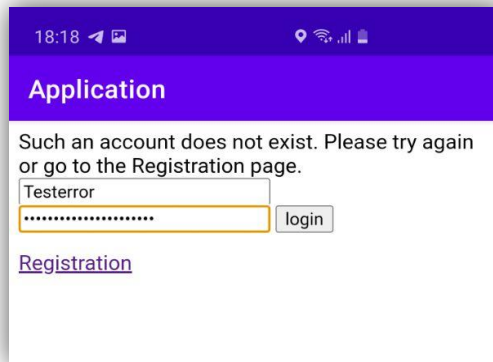 18:18
Application
Such an account does not exist. Please try again
or go to the Registration page.
Testerror
login
Registration